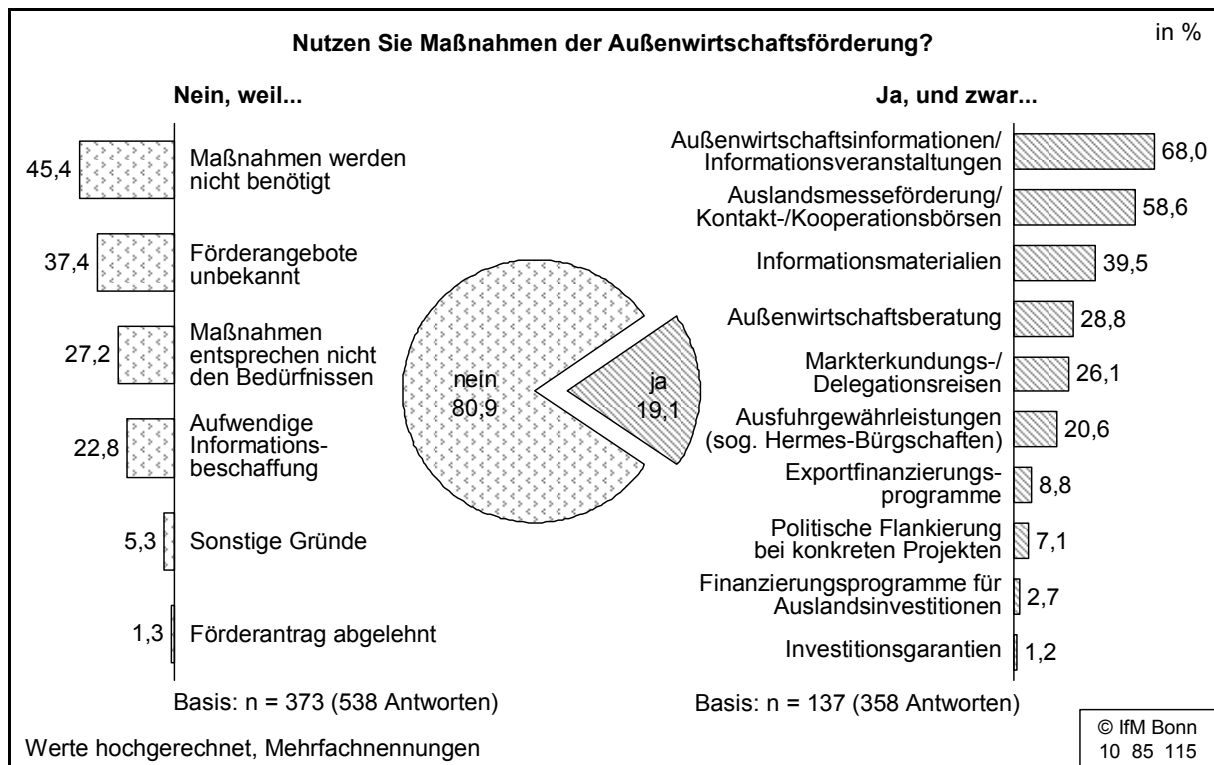 Nutzen Sie Maßnahmen der Außenwirtschaftsförderung?
in %
Nein, weil...
45,4
Maßnahmen werden
nicht benötigt
37,4
Förderangebote
unbekannt
27,2
Maßnahmen
entsprechen nicht
den Bedürfnissen
22,8
Aufwendige
Informations-
beschaffung
5,3
Sonstige Gründe
1,3
Förderantrag abgelehnt
Basis: n = 373 (538 Antworten)
nein
80,9
ja
19,1
Ja, und zwar...
Außenwirtschaftsinformationen/
Informationsveranstaltungen
68,0
Auslandsmesseförderung/
Kontakt-/Kooperationsbörsen
58,6
Informationsmaterialien
39,5
Außenwirtschaftsberatung
28,8
Markterkundungs-/
Delegationsreisen
26,1
Ausfuhrgewährleistungen
(sog. Hermes-Bürgschaften)
20,6
Exportfinanzierungs-
programme
8,8
Politische Flankierung
bei konkreten Projekten
7,1
Finanzierungsprogramme für
Auslandsinvestitionen
2,7
Investitionsgarantien
1,2
Basis: n = 137 (358 Antworten)
Werte hochgerechnet, Mehrfachnennungen
© IfM Bonn
10 85 115